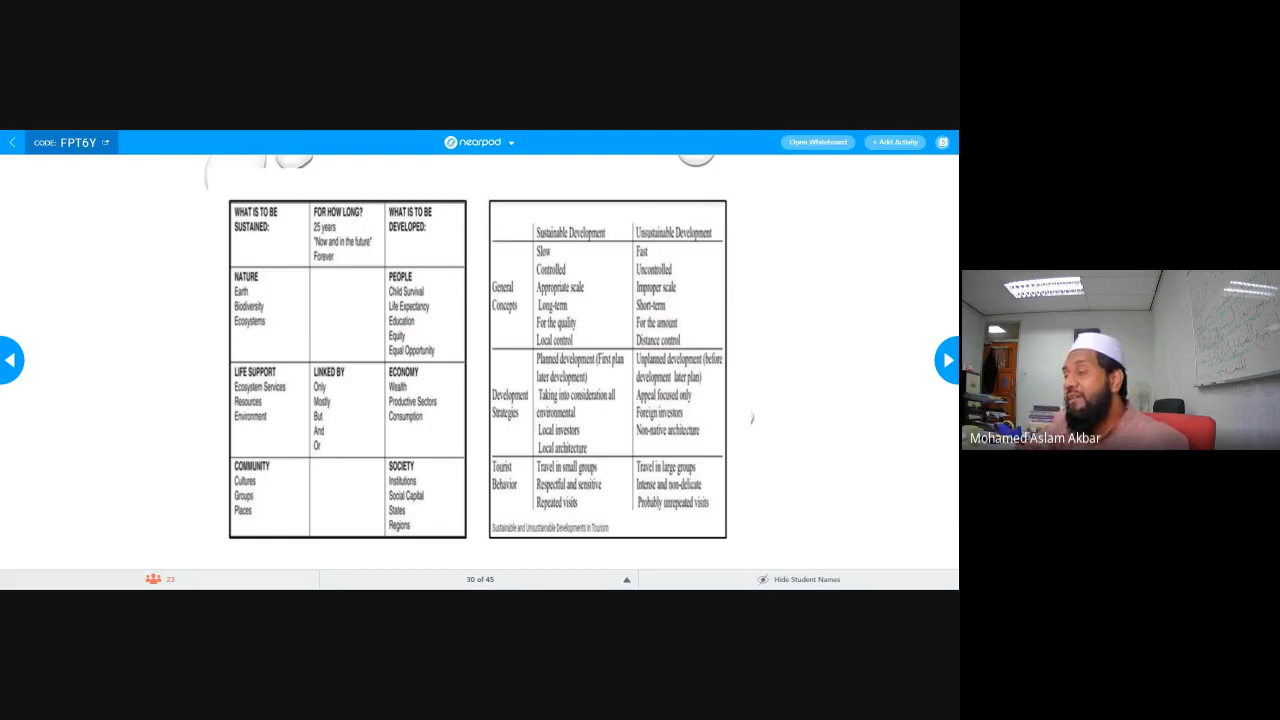 CODE: FPT6Y
nearpod
Open Whiteboard
+ Add Activity
WHAT IS TO BE
SUSTAINED:
FOR HOW LONG?
25 years
"Now and in the future"
Forever
WHAT IS TO BE
DEVELOPED:
NATURE
Earth
Biodiversity
Ecosystems
PEOPLE
Child Survival
Life Expectancy
Education
Equity
Equal Opportunity
LIFE SUPPORT
Ecosystem Services
Resources
Environment
LINKED BY
Only
Mostly
But
And
Or
ECONOMY
Wealth
Productive Sectors
Consumption
COMMUNITY
Cultures
Groups
Places
SOCIETY
Institutions
Social Capital
States
Regions
Sustainable Development
Unsustainable Development
General
Concepts
Slow
Controlled
Appropriate scale
Long-term
For the quality
Local control
Fast
Uncontrolled
Improper scale
Short-term
For the amount
Distance control
Development
Strategies
Planned development (First plan
later development)
Taking into consideration all
environmental
Local investors
Local architecture
Unplanned development (before
development later plan)
Appeal focused only
Foreign investors
Non-native architecture
Tourist
Behavior
Travel in small groups
Respectful and sensitive
Repeated visits
Travel in large groups
Intense and non-delicate
Probably unrepeated visits
Sustainable and Unsustainable Developments in Tourism
23
30 of 45
Hide Student Names
Mohamed Aslam Akbar